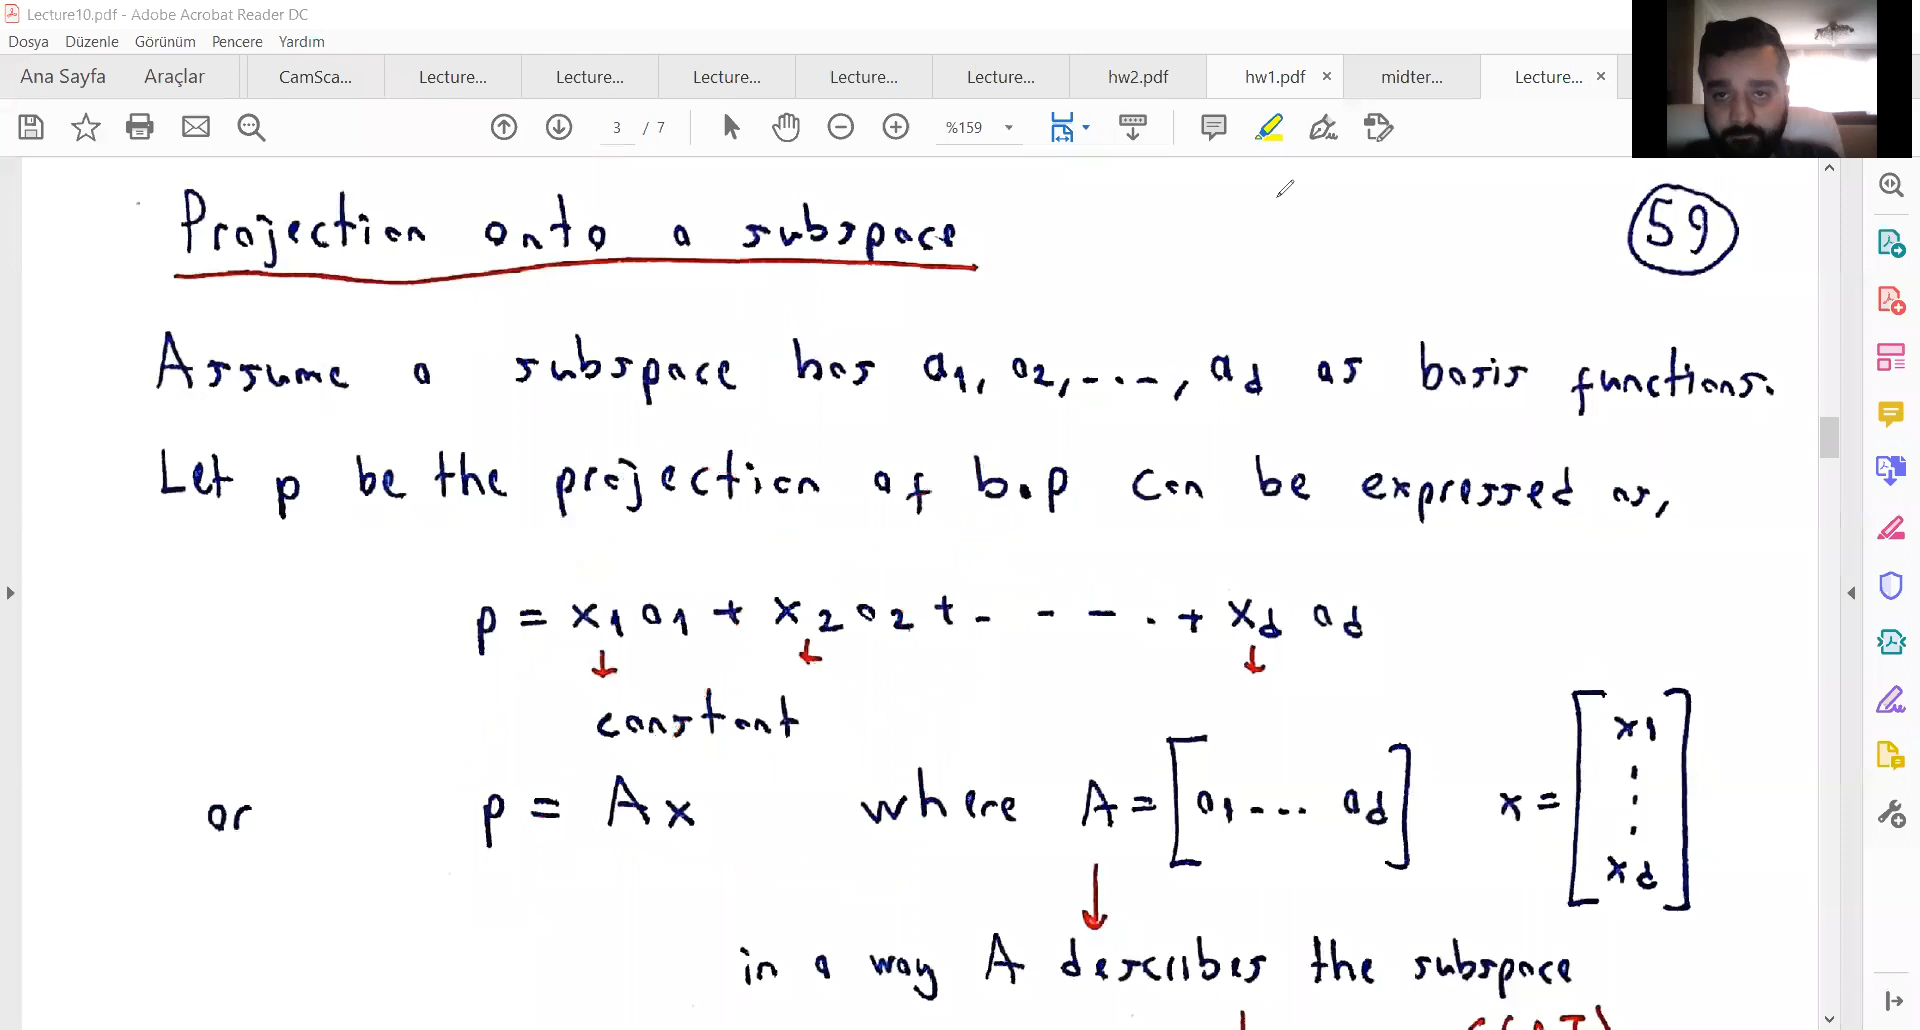 Lecture10.pdf - Adobe Acrobat Reader DC
Dosya Düzenle Görünüm Pencere Yardım
Ana Sayfa Araçlar CamSca... Lecture... Lecture... Lecture... Lecture... Lecture... hw2.pdf hw1.pdf × midter... Lecture... ×
3 / 7 %159
Projection onto a subspace
59
Assume a subspace has a1, a2, ...., ad as basis functions.
Let p be the projection of b. p can be expressed as,
p = x1 a1 + x2 a2 + - - - . + xd ad
constant
or p = Ax where A = [a1 ... ad] x = [x1 ⋮ xd]
in a way A describes the subspace